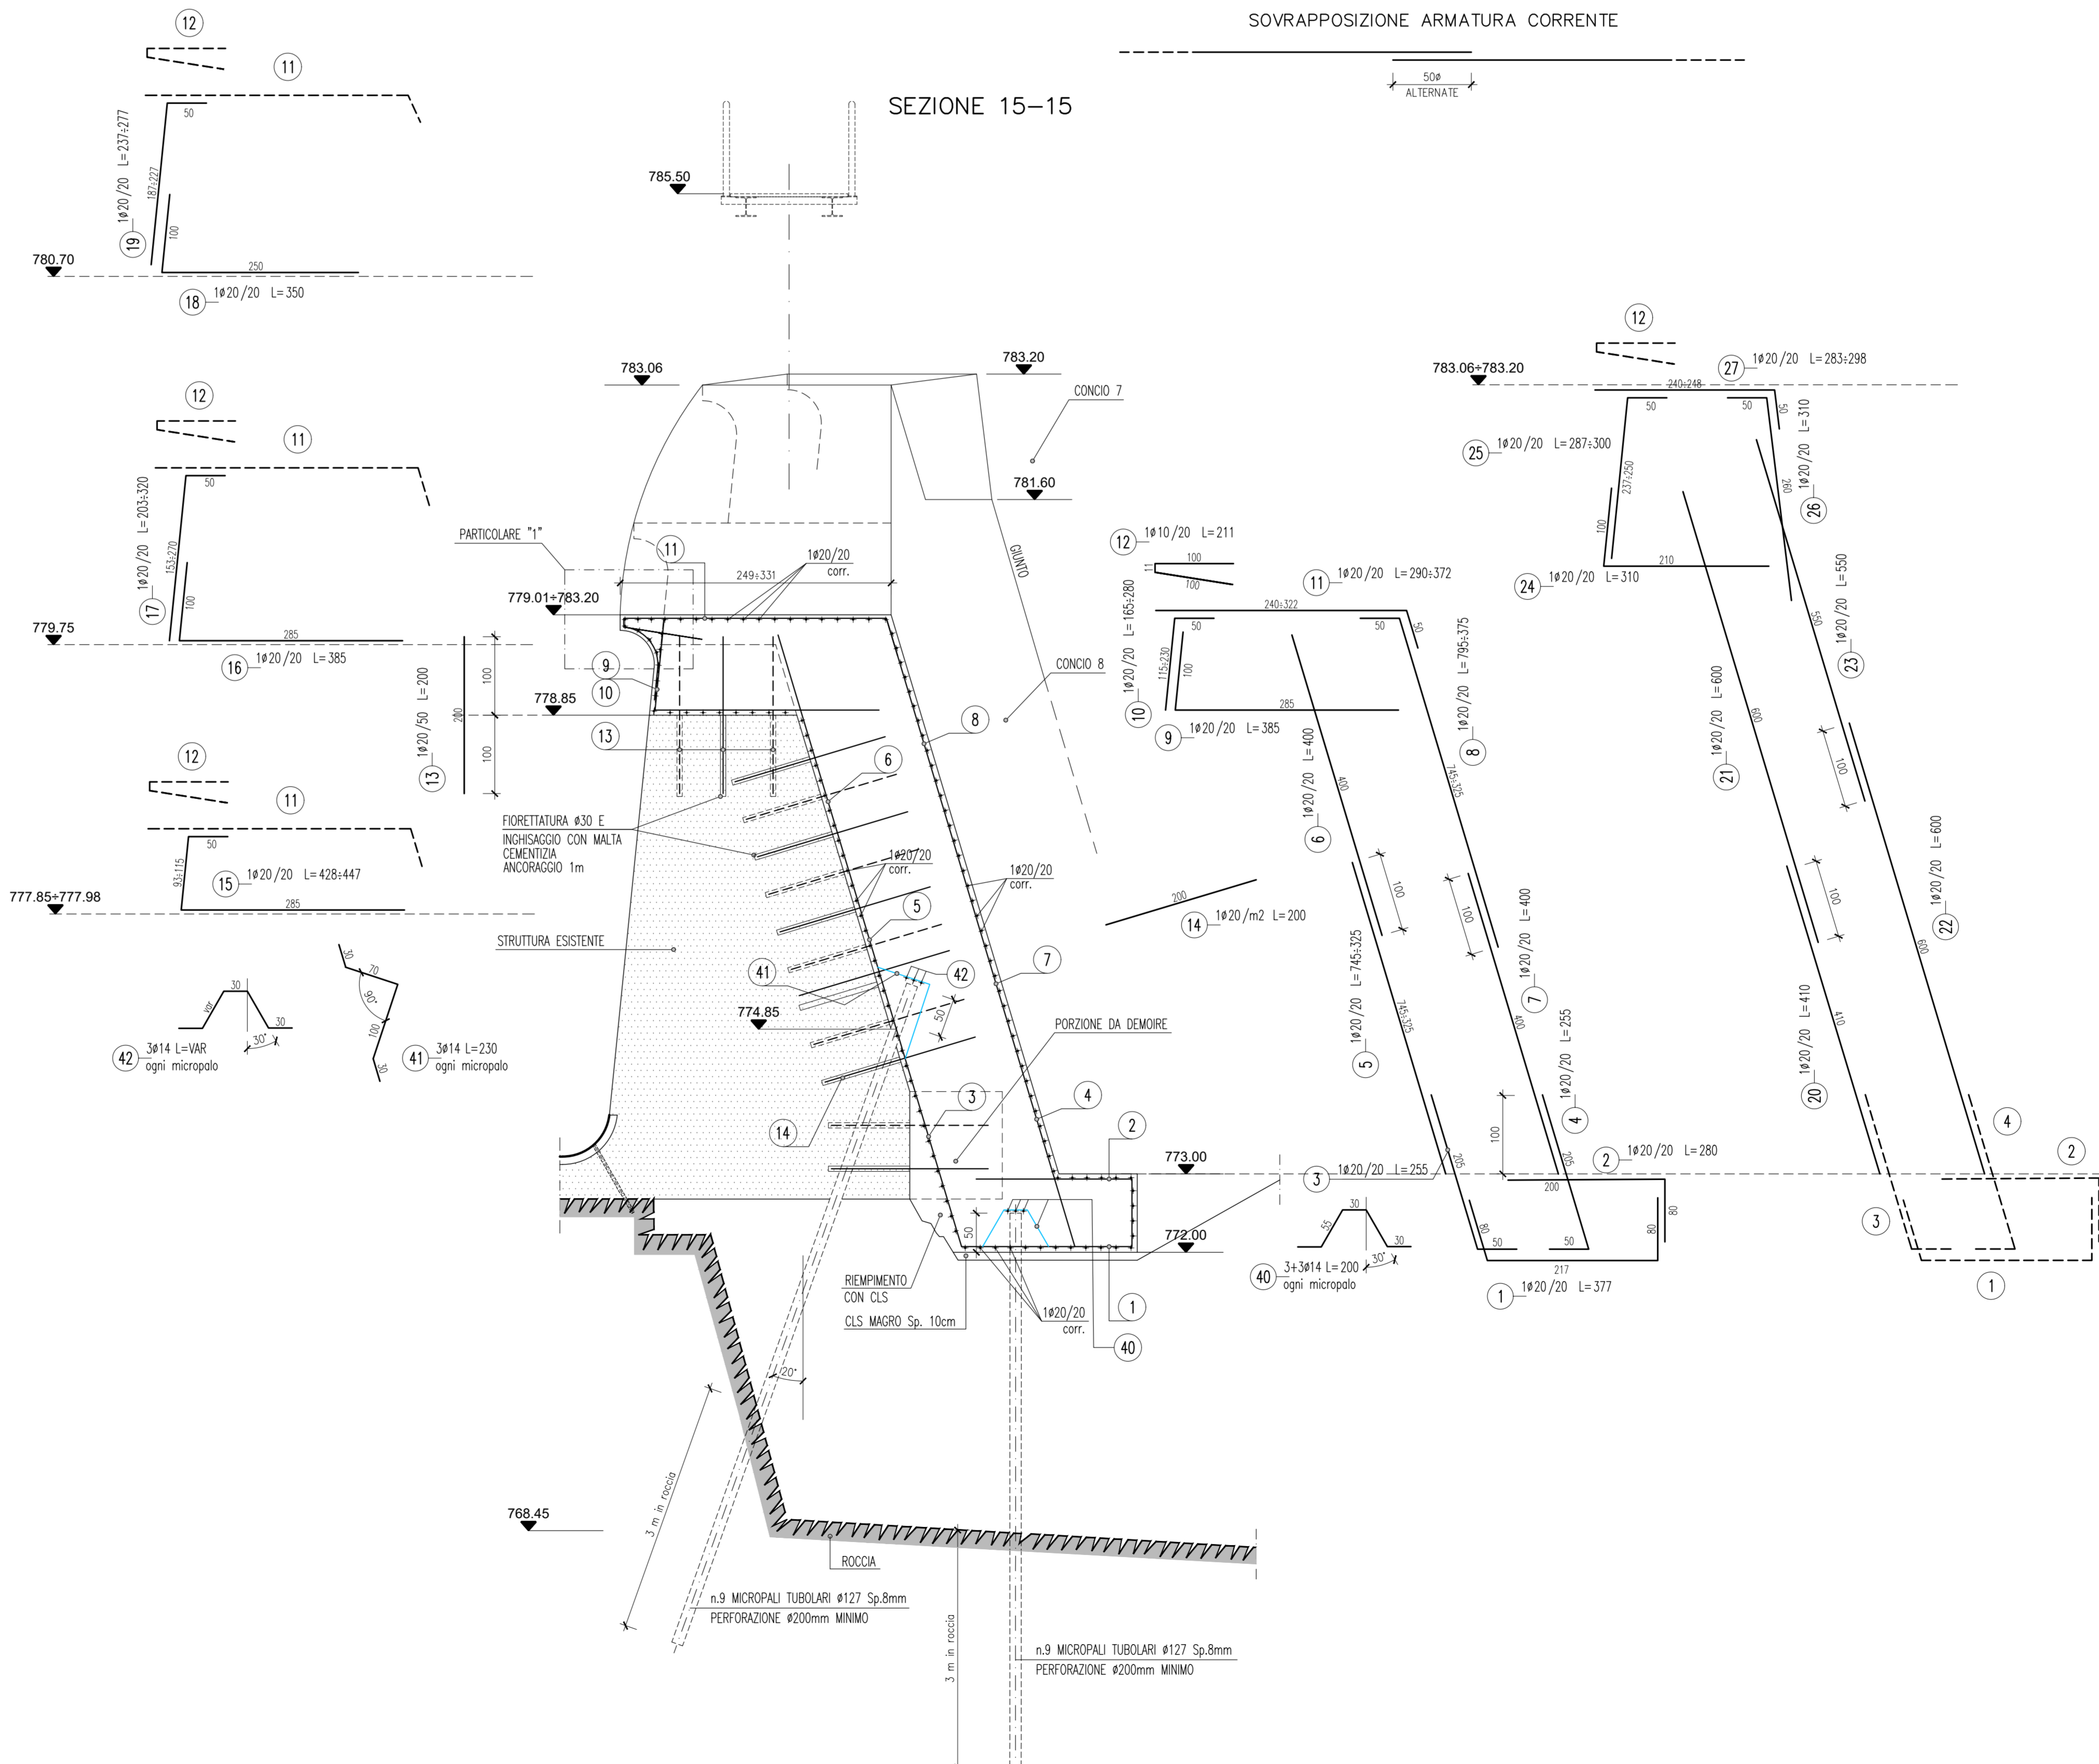 SOVRAPPOSIZIONE ARMATURA CORRENTE
50ø
ALTERNATE
SEZIONE 15-15
12
11
50
187÷227
100
250
19 1ø20/20 L=237÷277
780.70
18 1ø20/20 L=350
12
11
50
153÷270
100
285
17 1ø20/20 L=203÷320
779.75
16 1ø20/20 L=385
12
11
50
93÷115
15 1ø20/20 L=428÷447
285
777.85÷777.98
13 1ø20/50 L=200
200
100
100
30
var
30
30°
42 3ø14 L=VAR
ogni micropalo
30
70
90°
100
30
41 3ø14 L=230
ogni micropalo
785.50
783.06
783.20
CONCIO 7
781.60
GIUNTO
PARTICOLARE "1"
11
1ø20/20
corr.
249÷331
779.01÷783.20
9
10
778.85
13
CONCIO 8
8
6
FIORETTATURA ø30 E
INGHISAGGIO CON MALTA
CEMENTIZIA
ANCORAGGIO 1m
1ø20/20
corr.
1ø20/20
corr.
5
STRUTTURA ESISTENTE
41
42
7
774.85
50
PORZIONE DA DEMOIRE
14
3
4
2
773.00
50
772.00
RIEMPIMENTO
CON CLS
CLS MAGRO Sp. 10cm
1ø20/20
corr.
1
40
20°
3 m in roccia
768.45
ROCCIA
n.9 MICROPALI TUBOLARI ø127 Sp.8mm
PERFORAZIONE ø200mm MINIMO
3 m in roccia
n.9 MICROPALI TUBOLARI ø127 Sp.8mm
PERFORAZIONE ø200mm MINIMO
12 1ø10/20 L=211
100
11
100
11 1ø20/20 L=290÷372
240÷322
50
50
50
115÷230
100
285
10 1ø20/20 L=165÷280
9 1ø20/20 L=385
6 1ø20/20 L=400
400
8 1ø20/20 L=795÷375
745÷325
100
100
200
14 1ø20/m2 L=200
5 1ø20/20 L=745÷325
745÷325
7 1ø20/20 L=400
400
4 1ø20/20 L=255
100
205
205
3 1ø20/20 L=255
2 1ø20/20 L=280
200
80
80
80
50
50
217
1 1ø20/20 L=377
30
55
30
30°
40 3+3ø14 L=200
ogni micropalo
12
27 1ø20/20 L=283÷298
783.06÷783.20
240÷248
50
50
50
25 1ø20/20 L=287÷300
237÷250
100
210
24 1ø20/20 L=310
260
26 1ø20/20 L=310
550
23 1ø20/20 L=550
600
21 1ø20/20 L=600
100
100
22 1ø20/20 L=600
600
410
20 1ø20/20 L=410
4
2
3
1